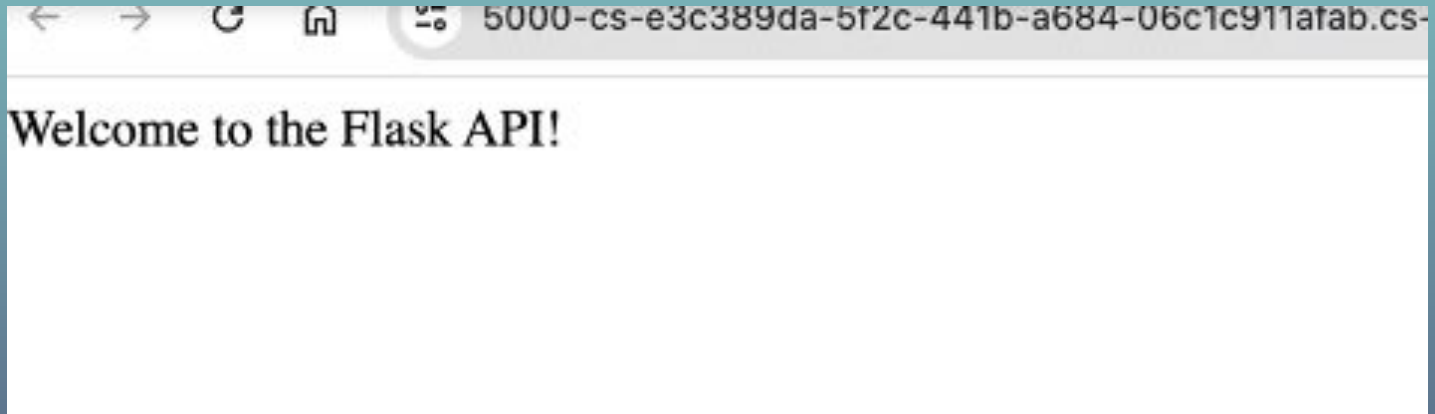 5000-cs-e3c389da-5f2c-441b-a684-06c1c911afab.cs-
Welcome to the Flask API!